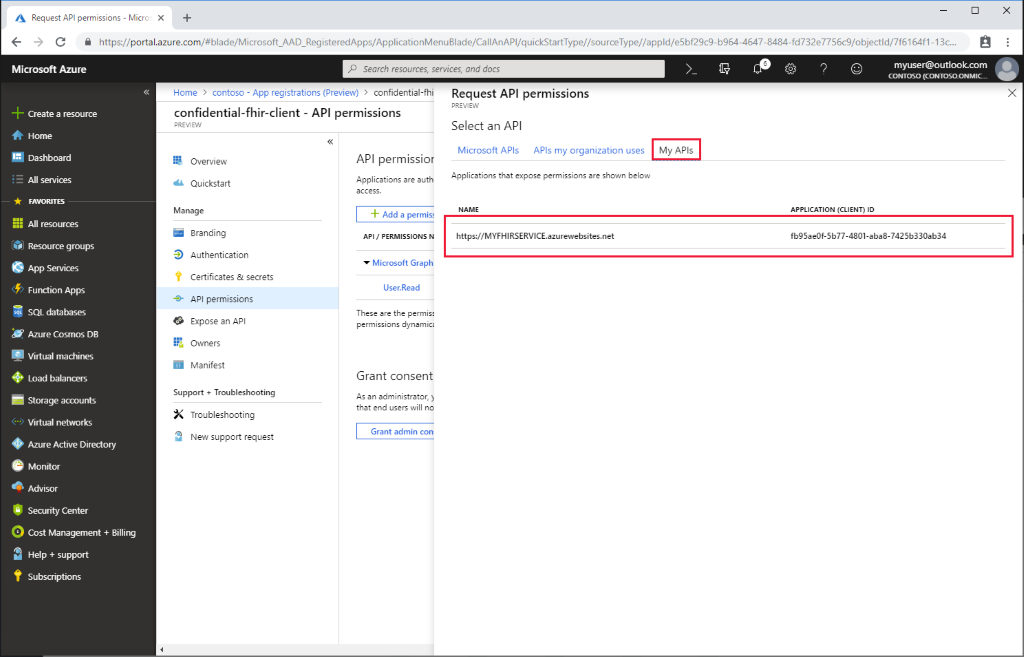 Request API permissions - Micros
https://portal.azure.com/#blade/Microsoft_AAD_RegisteredApps/ApplicationMenuBlade/CallAnAPI/quickStartType//sourceType//appId/e5bf29c9-b964-4647-8484-fd732e7756c9/objectId/7f6164f1-13c...
Microsoft Azure
Search resources, services, and docs
6
myuser@outlook.com
CONTOSO (CONTOSO.ONMIC...
Create a resource
Home
Dashboard
All services
FAVORITES
All resources
Resource groups
App Services
Function Apps
SQL databases
Azure Cosmos DB
Virtual machines
Load balancers
Storage accounts
Virtual networks
Azure Active Directory
Monitor
Advisor
Security Center
Cost Management + Billing
Help + support
Subscriptions
Home > contoso - App registrations (Preview) > confidential-fhi
confidential-fhir-client - API permissions
PREVIEW
Overview
Quickstart
Manage
Branding
Authentication
Certificates & secrets
API permissions
Expose an API
Owners
Manifest
Support + Troubleshooting
Troubleshooting
New support request
API permission
Applications are auth
access.
Add a permis
API / PERMISSIONS N
Microsoft Graph
User.Read
These are the permiss
permissions dynamica
Grant consent
As an administrator, y
that end users will no
Grant admin con
Request API permissions
PREVIEW
Select an API
Microsoft APIs APIs my organization uses My APIs
Applications that expose permissions are shown below
NAME APPLICATION (CLIENT) ID
https://MYFHIRSERVICE.azurewebsites.net fb95ae0f-5b77-4801-aba8-7425b330ab34